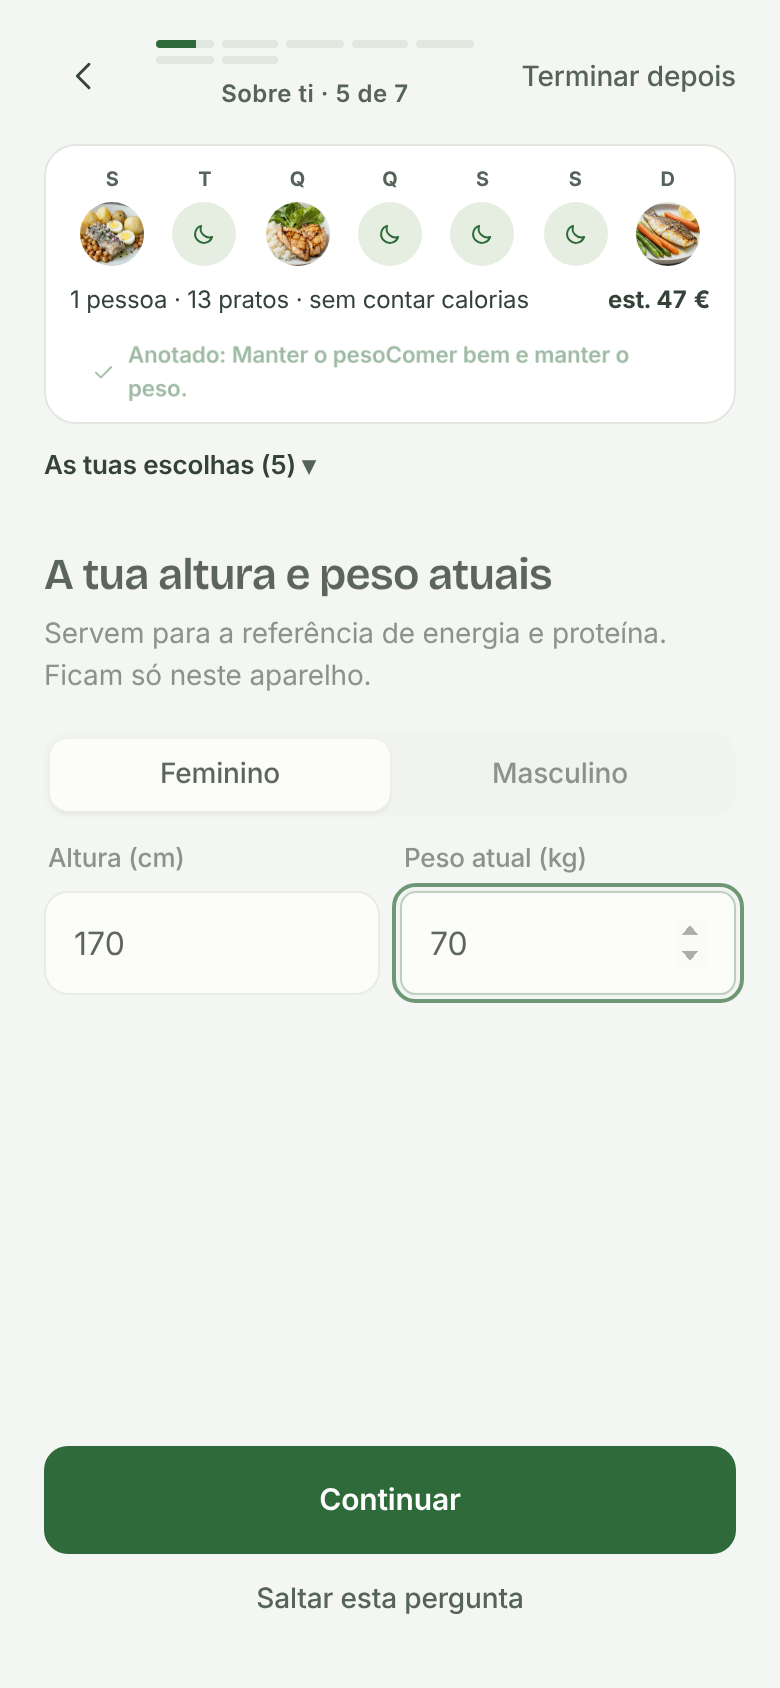 Terminar depois
Sobre ti · 5 de 7
S T Q Q S S D
1 pessoa · 13 pratos · sem contar calorias est. 47 €
Anotado: Manter o pesoComer bem e manter o
peso.
As tuas escolhas (5) ▾
A tua altura e peso atuais
Servem para a referência de energia e proteína.
Ficam só neste aparelho.
Feminino Masculino
Altura (cm) Peso atual (kg)
170 70
Continuar
Saltar esta pergunta